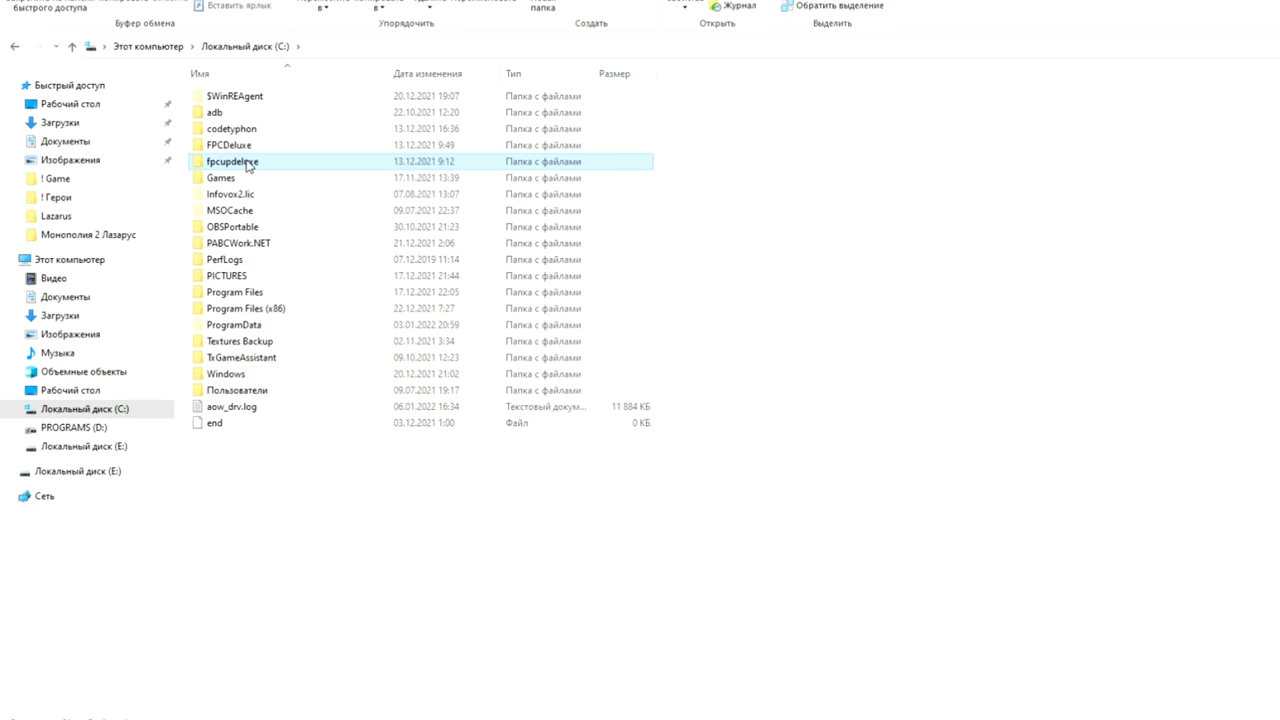 Вставить ярлык
быстрого доступа
папка
Журнал
Обратить выделение
Буфер обмена
Упорядочить
Создать
Открыть
Выделить
Этот компьютер
Локальный диск (C:)
Имя
Дата изменения
Тип
Размер
Быстрый доступ
Рабочий стол
Загрузки
Документы
Изображения
! Game
! Герои
Lazarus
Монополия 2 Лазарус
Этот компьютер
Видео
Документы
Загрузки
Изображения
Музыка
Объемные объекты
Рабочий стол
Локальный диск (C:)
PROGRAMS (D:)
Локальный диск (E:)
Локальный диск (E:)
Сеть
$WinREAgent 20.12.2021 19:07 Папка с файлами
adb 22.10.2021 12:20 Папка с файлами
codetyphon 13.12.2021 16:36 Папка с файлами
FPCDeluxe 13.12.2021 9:49 Папка с файлами
fpcupdeluxe 13.12.2021 9:12 Папка с файлами
Games 17.11.2021 13:39 Папка с файлами
Infovox2.lic 07.08.2021 13:07 Папка с файлами
MSOCache 09.07.2021 22:37 Папка с файлами
OBSPortable 30.10.2021 21:23 Папка с файлами
PABCWork.NET 21.12.2021 2:06 Папка с файлами
PerfLogs 07.12.2019 11:14 Папка с файлами
PICTURES 17.12.2021 21:44 Папка с файлами
Program Files 17.12.2021 22:05 Папка с файлами
Program Files (x86) 22.12.2021 7:27 Папка с файлами
ProgramData 03.01.2022 20:59 Папка с файлами
Textures Backup 02.11.2021 3:34 Папка с файлами
TxGameAssistant 09.10.2021 12:23 Папка с файлами
Windows 20.12.2021 21:02 Папка с файлами
Пользователи 09.07.2021 19:17 Папка с файлами
aow_drv.log 06.01.2022 16:34 Текстовый докум... 11 884 КБ
end 03.12.2021 1:00 Файл 0 КБ